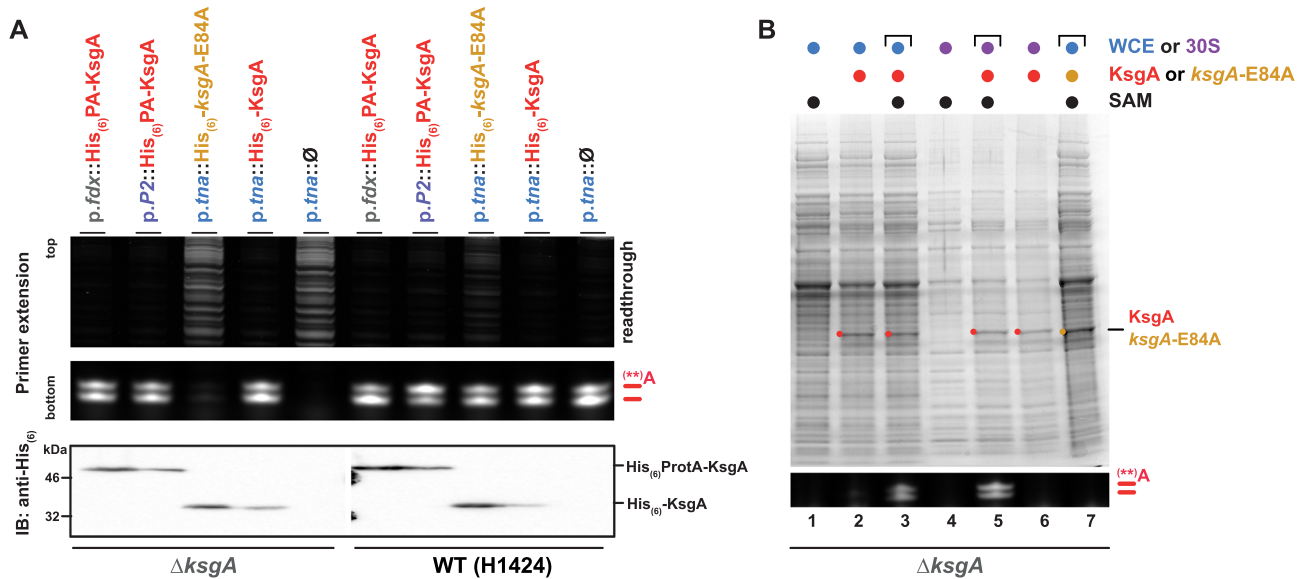 A
p.fdx::His(6)PA-KsgA
p.P2::His(6)PA-KsgA
p.tna::His(6)-ksgA-E84A
p.tna::His(6)-KsgA
p.tna::Ø
p.fdx::His(6)PA-KsgA
p.P2::His(6)PA-KsgA
p.tna::His(6)-ksgA-E84A
p.tna::His(6)-KsgA
p.tna::Ø
Primer extension
top
readthrough
bottom
(**)A
IB: anti-His(6)
kDa
46
32
His(6)ProtA-KsgA
His(6)-KsgA
ΔksgA
WT (H1424)
B
WCE or 30S
KsgA or ksgA-E84A
SAM
KsgA
ksgA-E84A
(**)A
1 2 3 4 5 6 7
ΔksgA